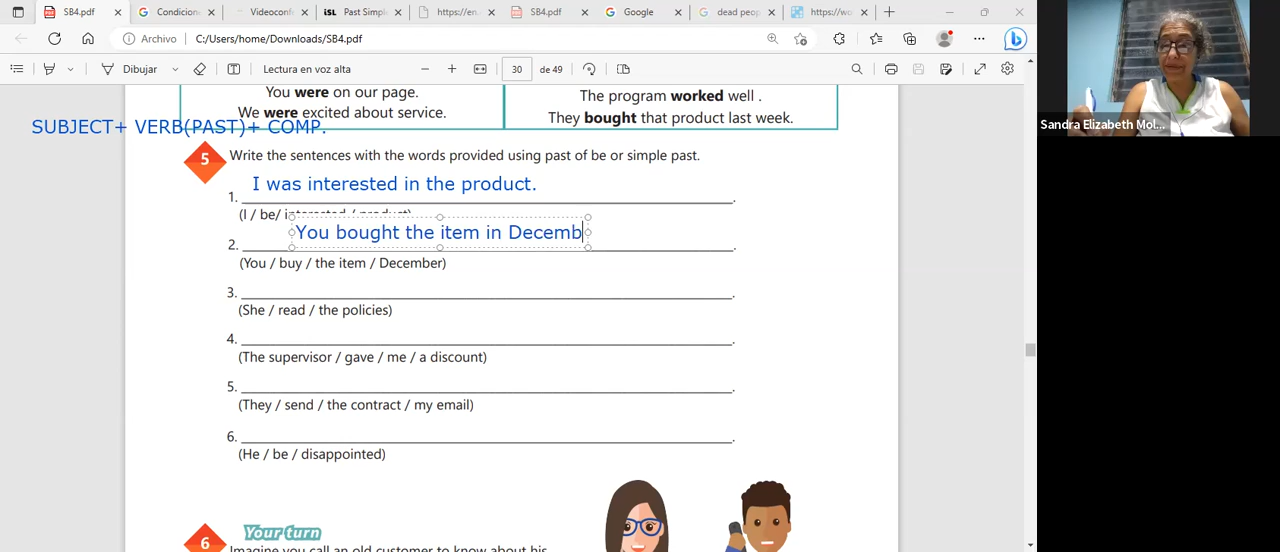 SB4.pdf
Condicion
Videoconfe
iSL Past Simple
https://en.
SB4.pdf
Google
dead peop
https://wo
Archivo C:/Users/home/Downloads/SB4.pdf
Dibujar Lectura en voz alta 30 de 49
You were on our page.
We were excited about service.
The program worked well .
They bought that product last week.
SUBJECT+ VERB(PAST)+ COMP.
5 Write the sentences with the words provided using past of be or simple past.
I was interested in the product.
1. .
(I / be/ interested / product)
You bought the item in Decemb
2. .
(You / buy / the item / December)
3. .
(She / read / the policies)
4. .
(The supervisor / gave / me / a discount)
5. .
(They / send / the contract / my email)
6. .
(He / be / disappointed)
6 Your turn
Imagine you call an old customer to know about his
Sandra Elizabeth Mol...